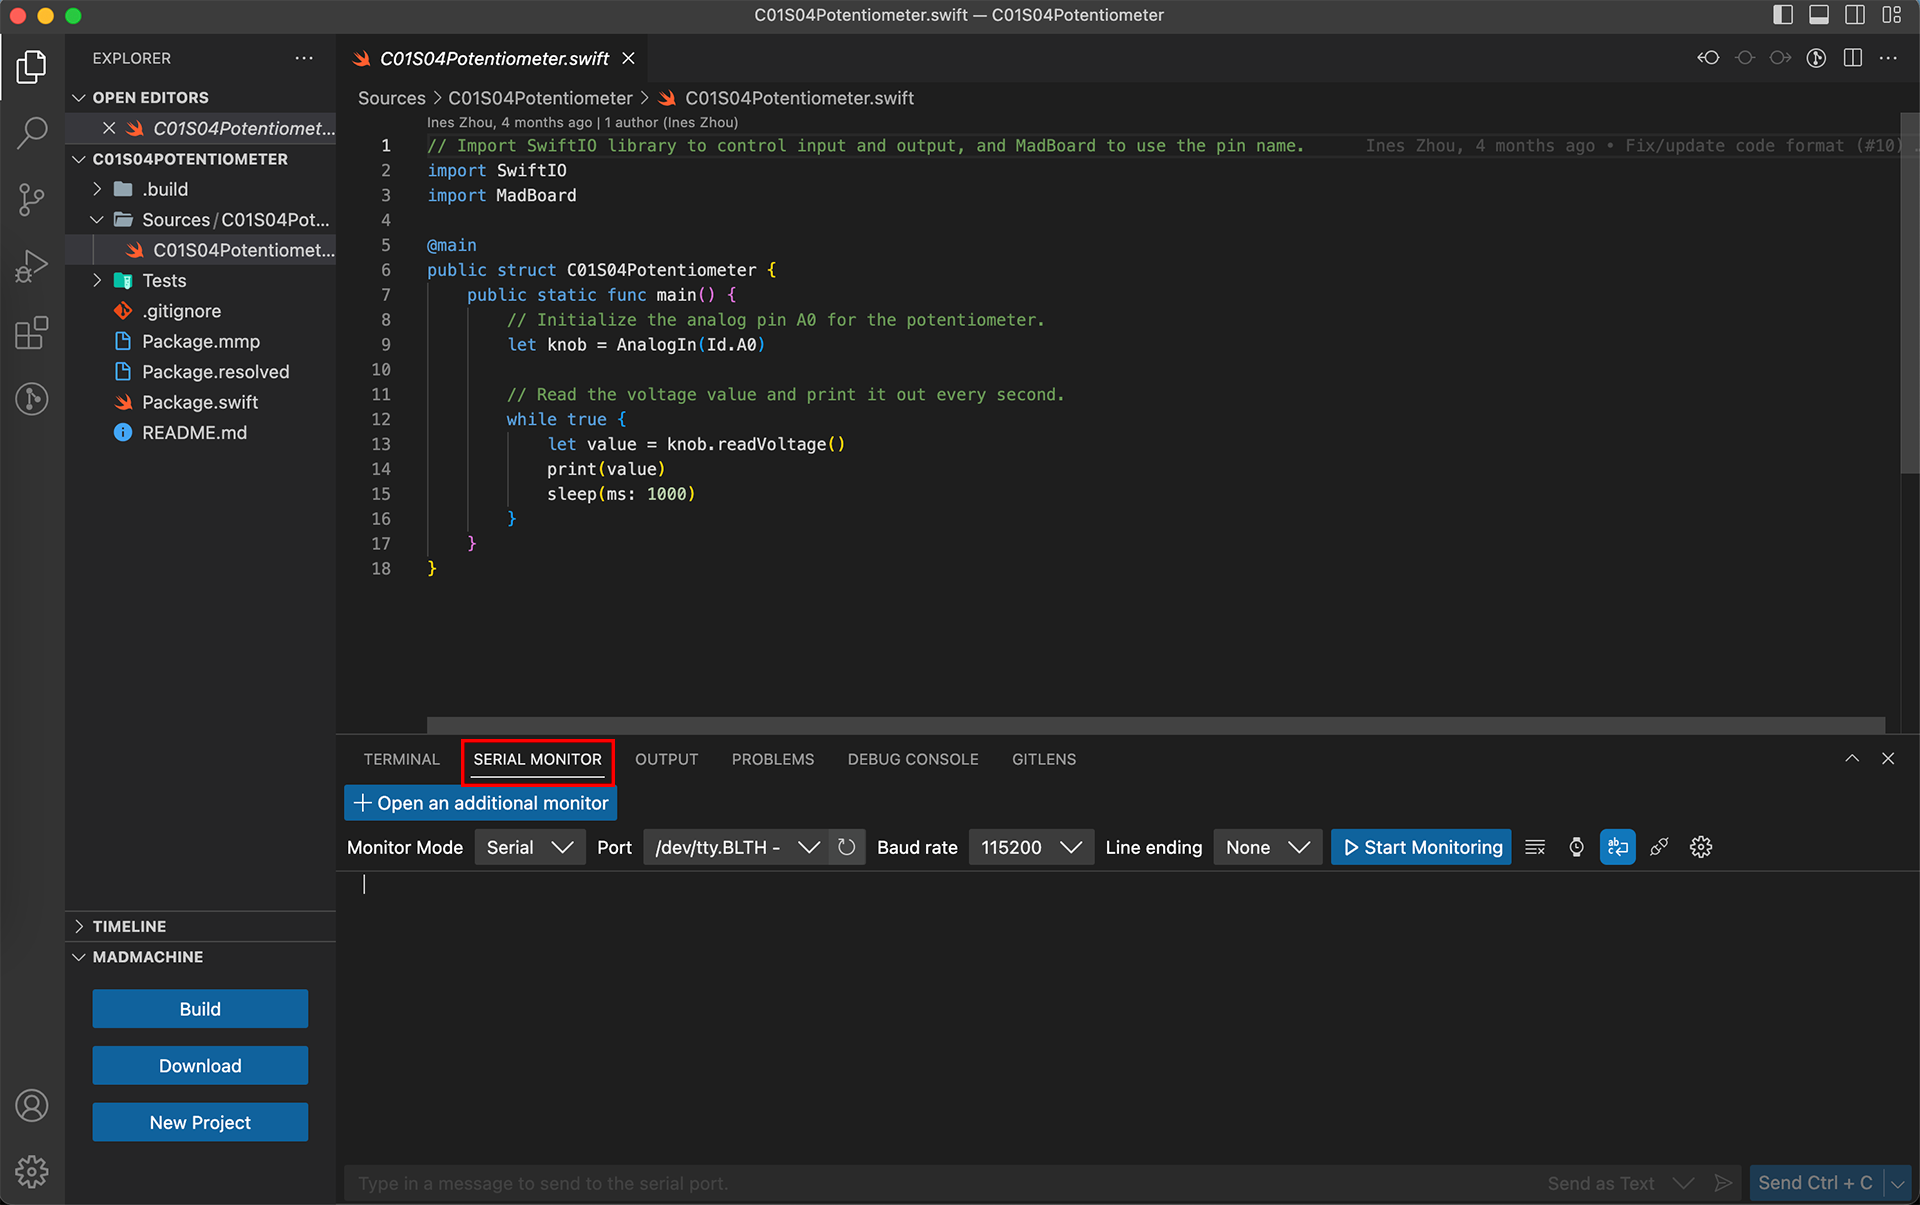 C01S04Potentiometer.swift — C01S04Potentiometer
EXPLORER
OPEN EDITORS
C01S04Potentiomet...
C01S04POTENTIOMETER
.build
Sources/C01S04Pot...
C01S04Potentiomet...
Tests
.gitignore
Package.mmp
Package.resolved
Package.swift
README.md
TIMELINE
MADMACHINE
Build
Download
New Project
C01S04Potentiometer.swift
Sources > C01S04Potentiometer > C01S04Potentiometer.swift
Ines Zhou, 4 months ago | 1 author (Ines Zhou)
1 // Import SwiftIO library to control input and output, and MadBoard to use the pin name. Ines Zhou, 4 months ago • Fix/update code format (#10) .
2 import SwiftIO
3 import MadBoard
4
5 @main
6 public struct C01S04Potentiometer {
7 public static func main() {
8 // Initialize the analog pin A0 for the potentiometer.
9 let knob = AnalogIn(Id.A0)
10
11 // Read the voltage value and print it out every second.
12 while true {
13 let value = knob.readVoltage()
14 print(value)
15 sleep(ms: 1000)
16 }
17 }
18 }
TERMINAL SERIAL MONITOR OUTPUT PROBLEMS DEBUG CONSOLE GITLENS
+ Open an additional monitor
Monitor Mode Serial Port /dev/tty.BLTH - Baud rate 115200 Line ending None Start Monitoring
Type in a message to send to the serial port. Send as Text Send Ctrl + C